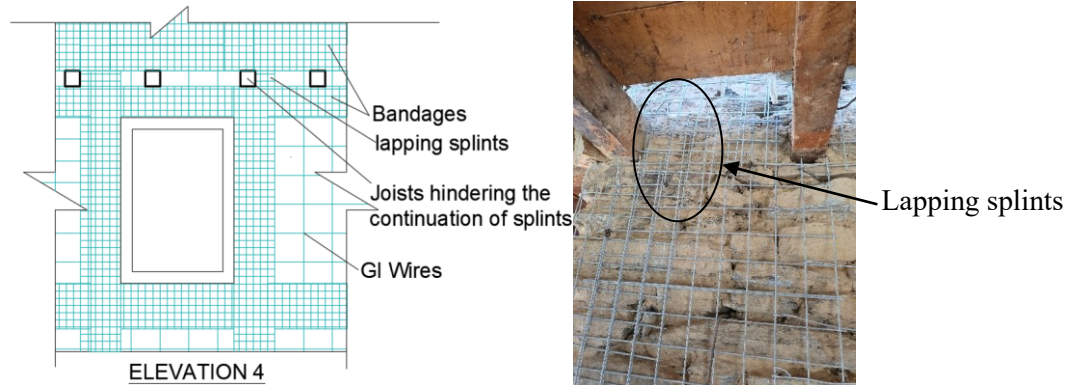 Bandages
lapping splints
Joists hindering the
continuation of splints
GI Wires
ELEVATION 4
Lapping splints